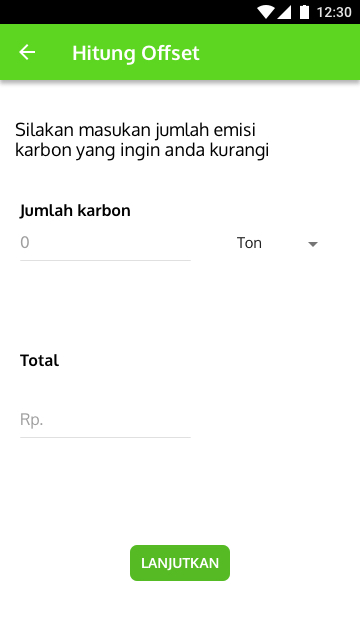 12:30
Hitung Offset
Silakan masukan jumlah emisi
karbon yang ingin anda kurangi
Jumlah karbon
0
Ton
Total
Rp.
LANJUTKAN